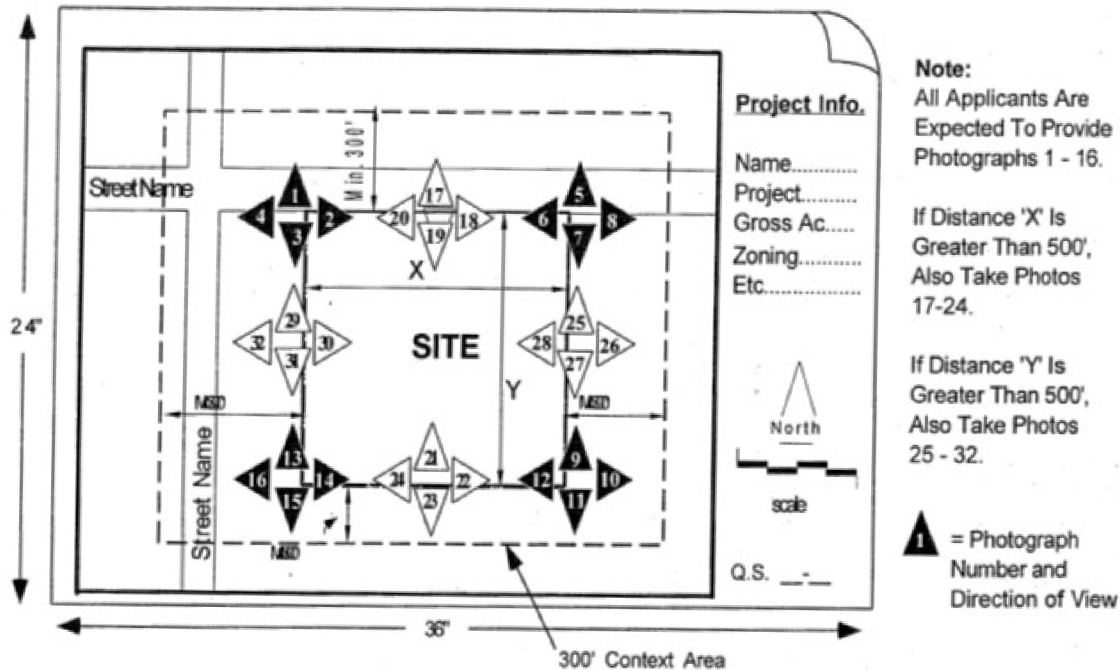 Note:
All Applicants Are
Expected To Provide
Photographs 1 - 16.
If Distance 'X' Is
Greater Than 500',
Also Take Photos
17-24.
If Distance 'Y' Is
Greater Than 500',
Also Take Photos
25 - 32.
1 = Photograph
Number and
Direction of View
Project Info.
Name
Project
Gross Ac.
Zoning
Etc
North
scale
Q.S. _-_
24"
36"
300' Context Area
Street Name
Street Name
Min. 300'
SITE
X
Y
1
4 2
3
17
20 18
19
5
6 8
7
29
32 30
31
25
28 26
27
13
16 14
15
21
24 22
23
9
12 10
11